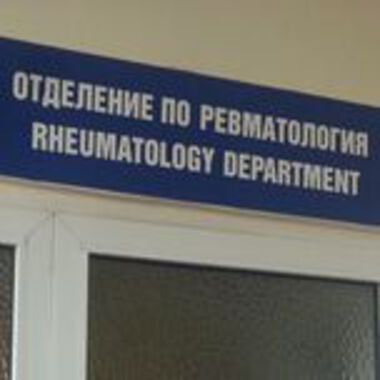 ОТДЕЛЕНИЕ ПО РЕВМАТОЛОГИЯ
RHEUMATOLOGY DEPARTMENT